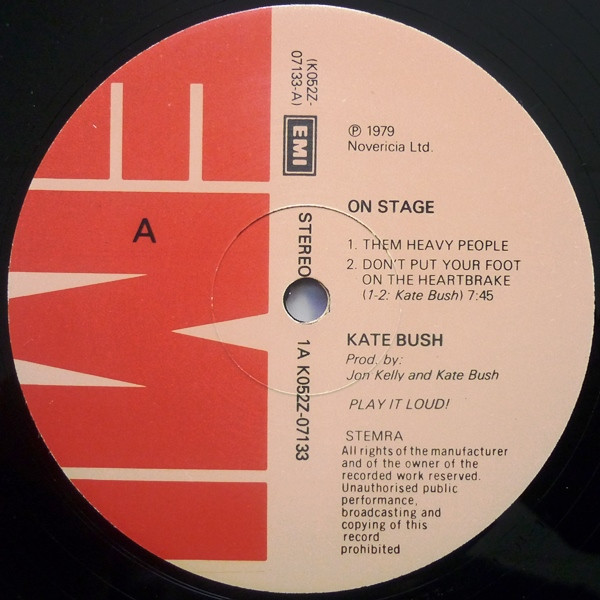 (K052Z-
07133-A)
EMI
℗ 1979
Novericia Ltd.
ON STAGE
A
STEREO
1. THEM HEAVY PEOPLE
2. DON'T PUT YOUR FOOT
ON THE HEARTBRAKE
(1-2: Kate Bush) 7:45
1A K052Z-07133
KATE BUSH
Prod. by:
Jon Kelly and Kate Bush
PLAY IT LOUD!
STEMRA
All rights of the manufacturer
and of the owner of the
recorded work reserved.
Unauthorised public
performance,
broadcasting and
copying of this
record
prohibited
EMI